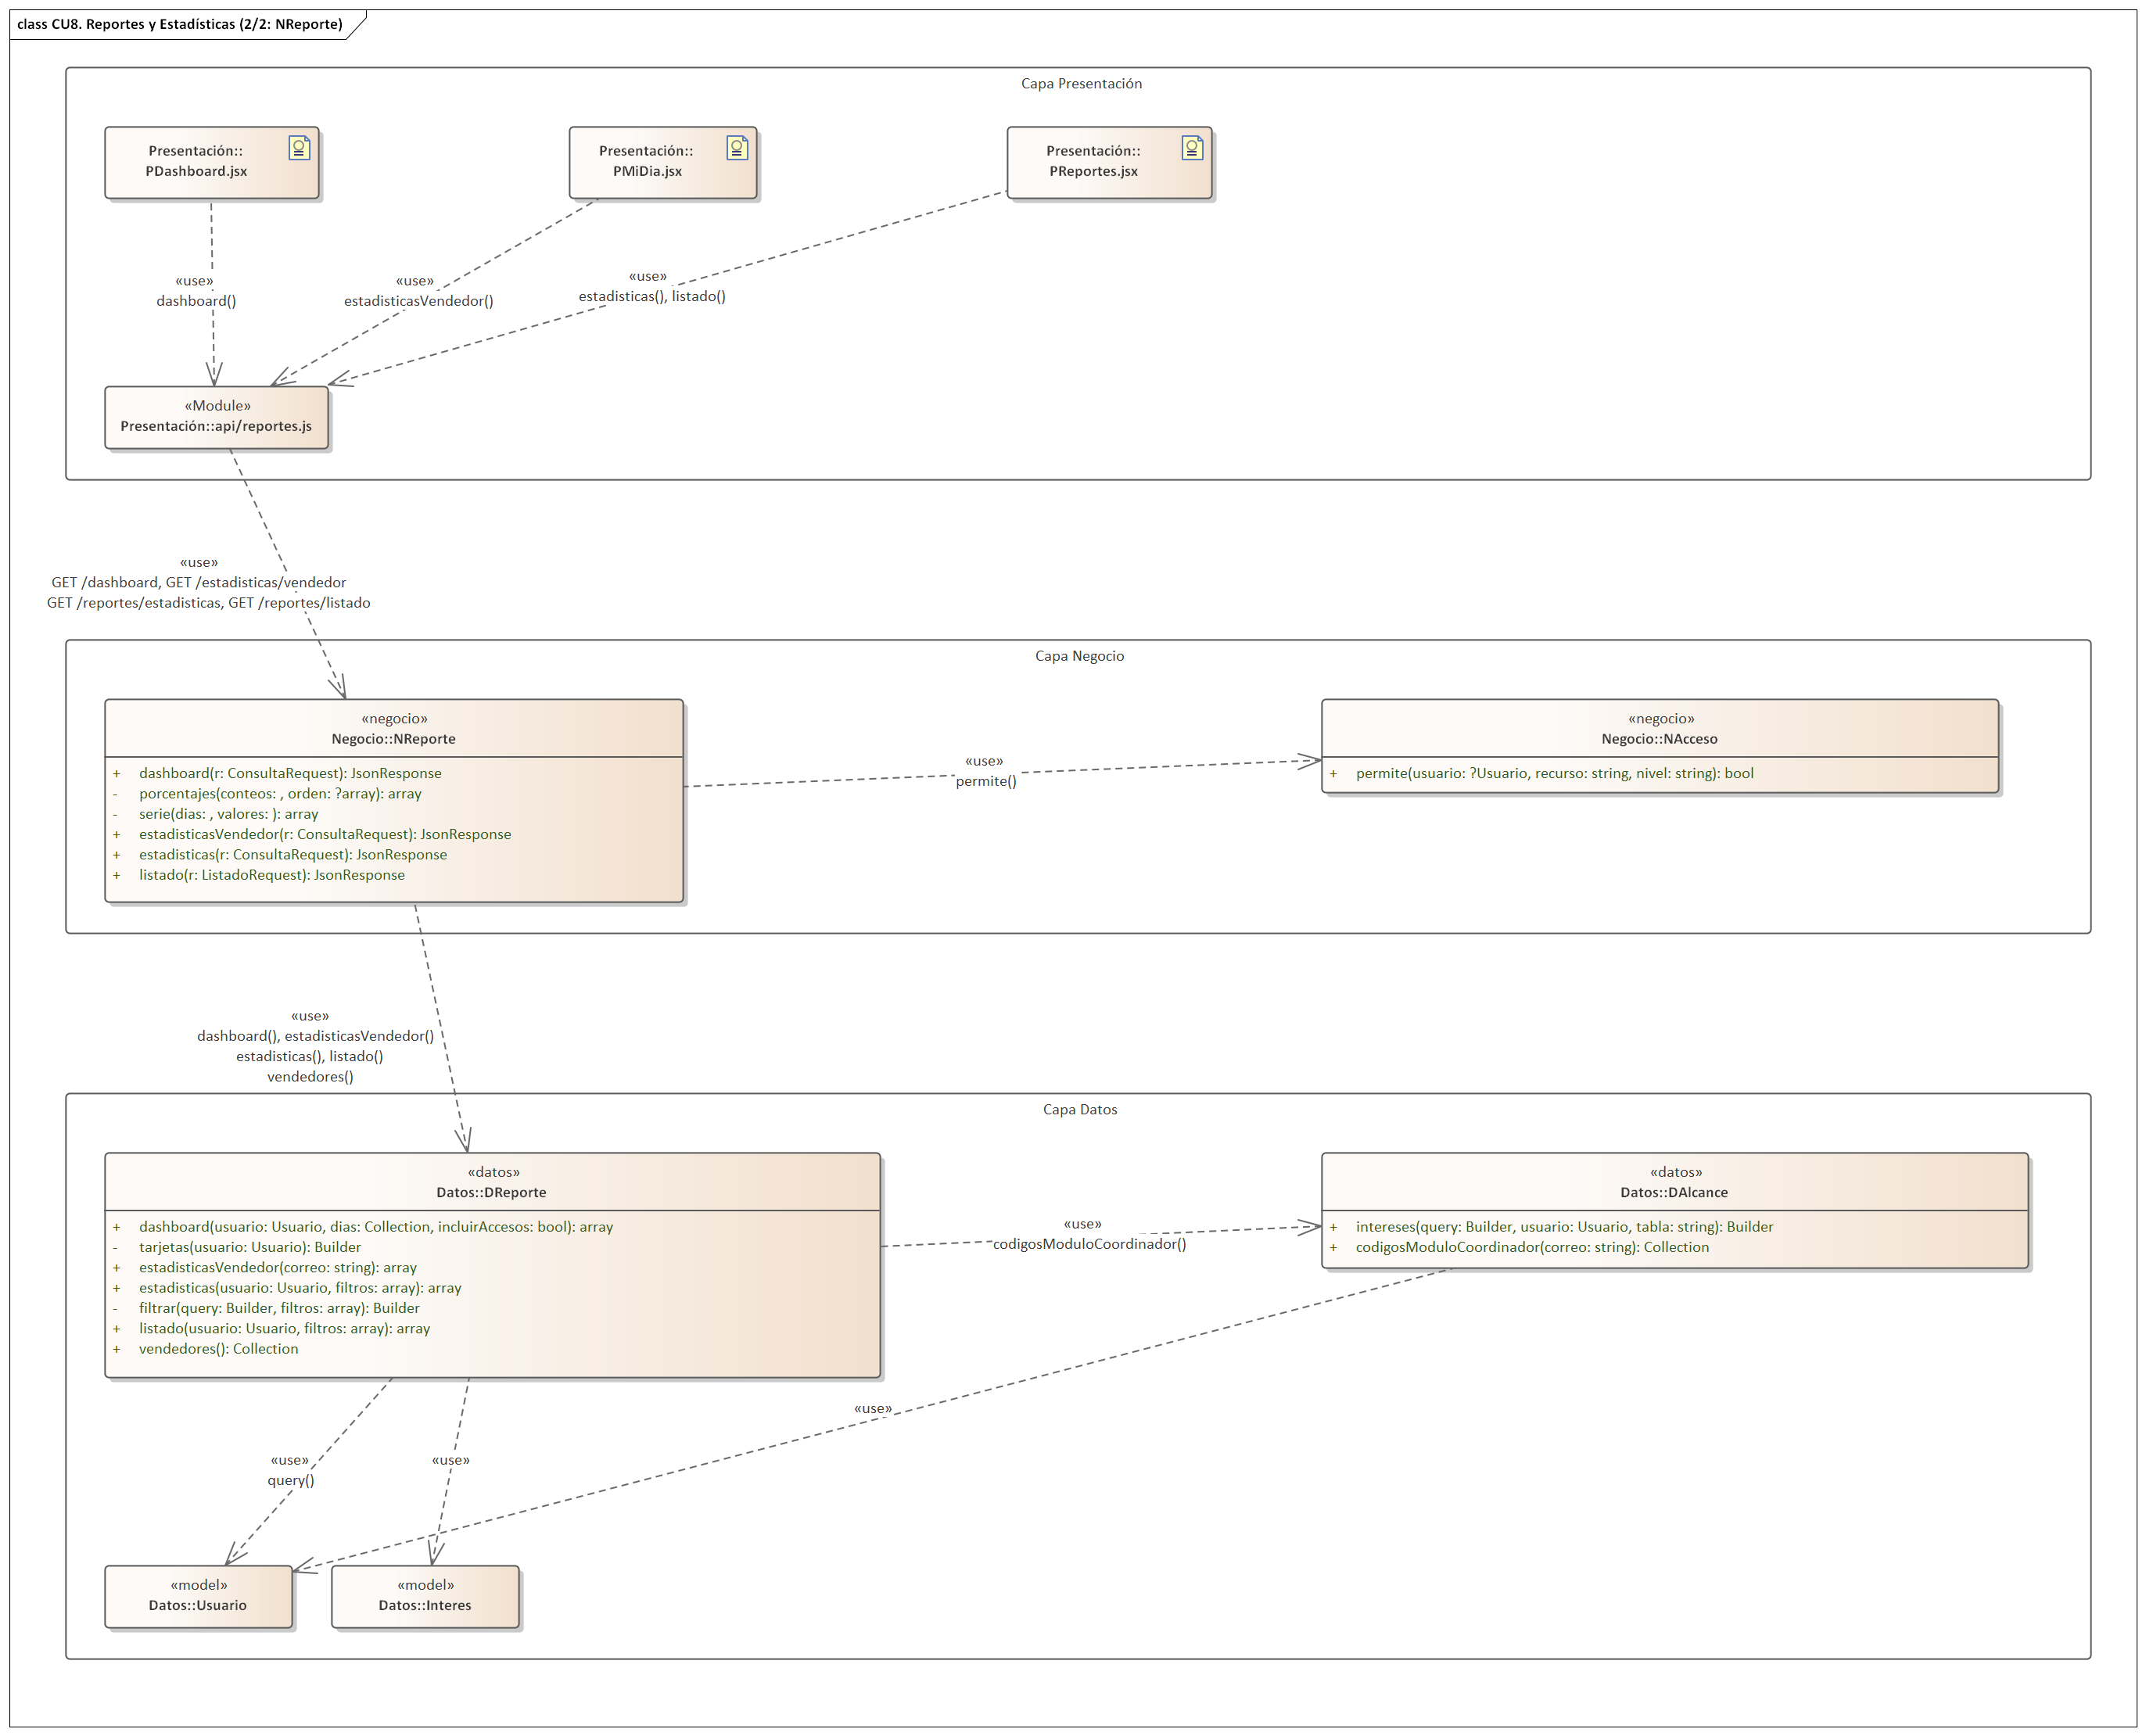 class CU8. Reportes y Estadísticas (2/2: NReporte)
Capa Presentación
Presentación::
PDashboard.jsx
Presentación::
PMiDia.jsx
Presentación::
PReportes.jsx
«use»
dashboard()
«use»
estadisticasVendedor()
«use»
estadisticas(), listado()
«Module»
Presentación::api/reportes.js
«use»
GET /dashboard, GET /estadisticas/vendedor
GET /reportes/estadisticas, GET /reportes/listado
Capa Negocio
«negocio»
Negocio::NReporte
+ dashboard(r: ConsultaRequest): JsonResponse
- porcentajes(conteos: , orden: ?array): array
- serie(dias: , valores: ): array
+ estadisticasVendedor(r: ConsultaRequest): JsonResponse
+ estadisticas(r: ConsultaRequest): JsonResponse
+ listado(r: ListadoRequest): JsonResponse
«use»
permite()
«negocio»
Negocio::NAcceso
+ permite(usuario: ?Usuario, recurso: string, nivel: string): bool
«use»
dashboard(), estadisticasVendedor()
estadisticas(), listado()
vendedores()
Capa Datos
«datos»
Datos::DReporte
+ dashboard(usuario: Usuario, dias: Collection, incluirAccesos: bool): array
- tarjetas(usuario: Usuario): Builder
+ estadisticasVendedor(correo: string): array
+ estadisticas(usuario: Usuario, filtros: array): array
- filtrar(query: Builder, filtros: array): Builder
+ listado(usuario: Usuario, filtros: array): array
+ vendedores(): Collection
«use»
codigosModuloCoordinador()
«datos»
Datos::DAlcance
+ intereses(query: Builder, usuario: Usuario, tabla: string): Builder
+ codigosModuloCoordinador(correo: string): Collection
«use»
«use»
query()
«use»
«model»
Datos::Usuario
«model»
Datos::Interes